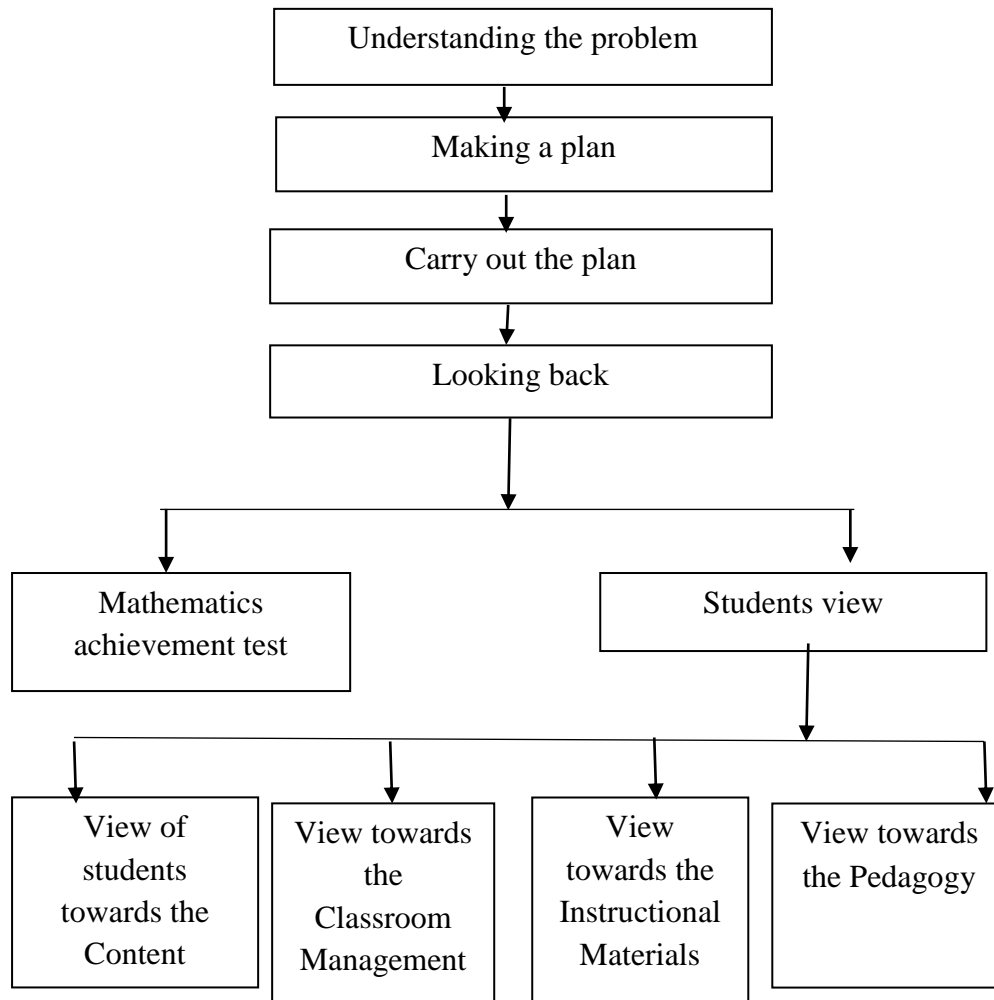 Understanding the problem
Making a plan
Carry out the plan
Looking back
Mathematics
achievement test
Students view
View of
students
towards the
Content
View towards
the
Classroom
Management
View
towards the
Instructional
Materials
View towards
the Pedagogy